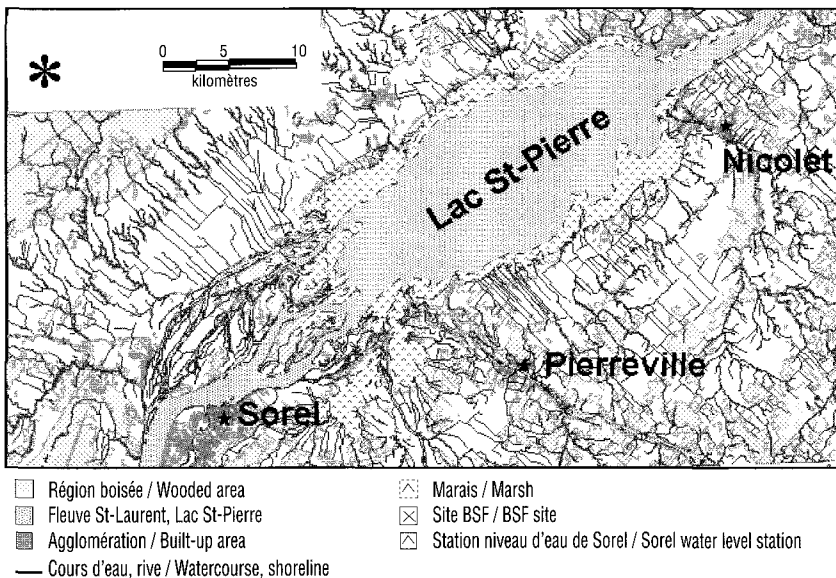 0 5 10
kilomètres
Lac St-Pierre
Nicolet
Pierreville
Sorel
Région boisée / Wooded area
Fleuve St-Laurent, Lac St-Pierre
Agglomération / Built-up area
Cours d'eau, rive / Watercourse, shoreline
Marais / Marsh
Site BSF / BSF site
Station niveau d'eau de Sorel / Sorel water level station